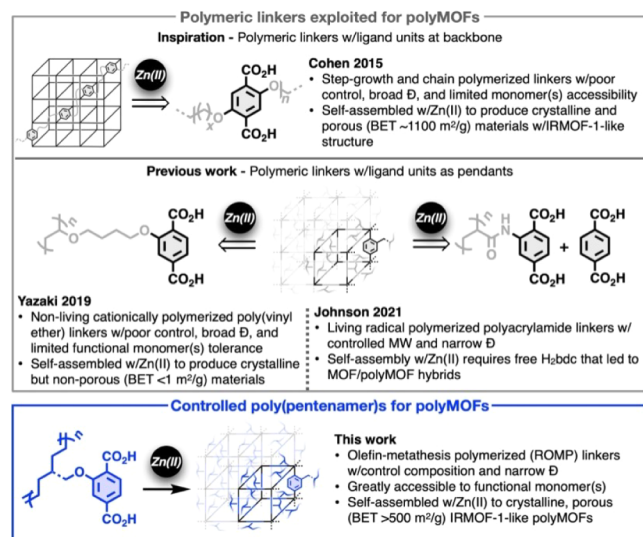 Polymeric linkers exploited for polyMOFs
Inspiration - Polymeric linkers w/ligand units at backbone
Zn(II)
CO₂H
O
n
x
O
CO₂H
Cohen 2015
• Step-growth and chain polymerized linkers w/poor
control, broad Đ, and limited monomer(s) accessibility
• Self-assembled w/Zn(II) to produce crystalline and
porous (BET ~1100 m²/g) materials w/IRMOF-1-like
structure
Previous work - Polymeric linkers w/ligand units as pendants
n
O
O
CO₂H
CO₂H
Zn(II)
Zn(II)
n
H
N
O
CO₂H
CO₂H
+
CO₂H
CO₂H
Yazaki 2019
• Non-living cationically polymerized poly(vinyl
ether) linkers w/poor control, broad Đ, and
limited functional monomer(s) tolerance
• Self-assembled w/Zn(II) to produce crystalline
but non-porous (BET <1 m²/g) materials
Johnson 2021
• Living radical polymerized polyacrylamide linkers w/
controlled MW and narrow Đ
• Self-assembly w/Zn(II) requires free H₂bdc that led to
MOF/polyMOF hybrids
Controlled poly(pentenamer)s for polyMOFs
n
O
CO₂H
CO₂H
Zn(II)
This work
• Olefin-metathesis polymerized (ROMP) linkers
w/control composition and narrow Đ
• Greatly accessible to functional monomer(s)
• Self-assembled w/Zn(II) to crystalline, porous
(BET >500 m²/g) IRMOF-1-like polyMOFs